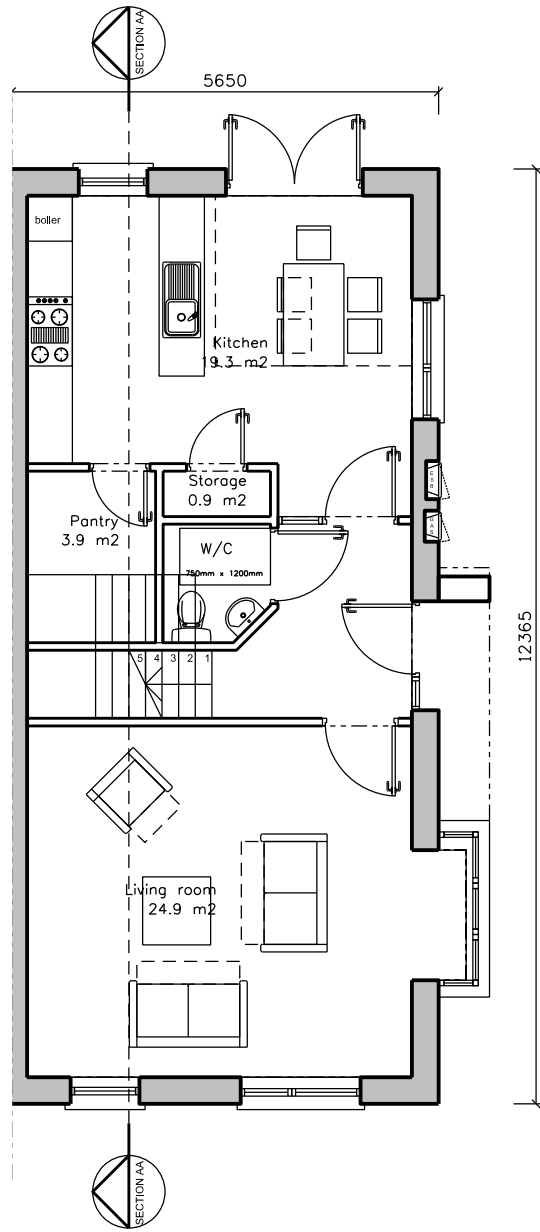 SECTION AA
5650
boiler
Kitchen
19.3 m2
Storage
0.9 m2
Pantry
3.9 m2
W/C
750mm x 1200mm
5 4 3 2 1
12365
Living room
24.9 m2
SECTION AA